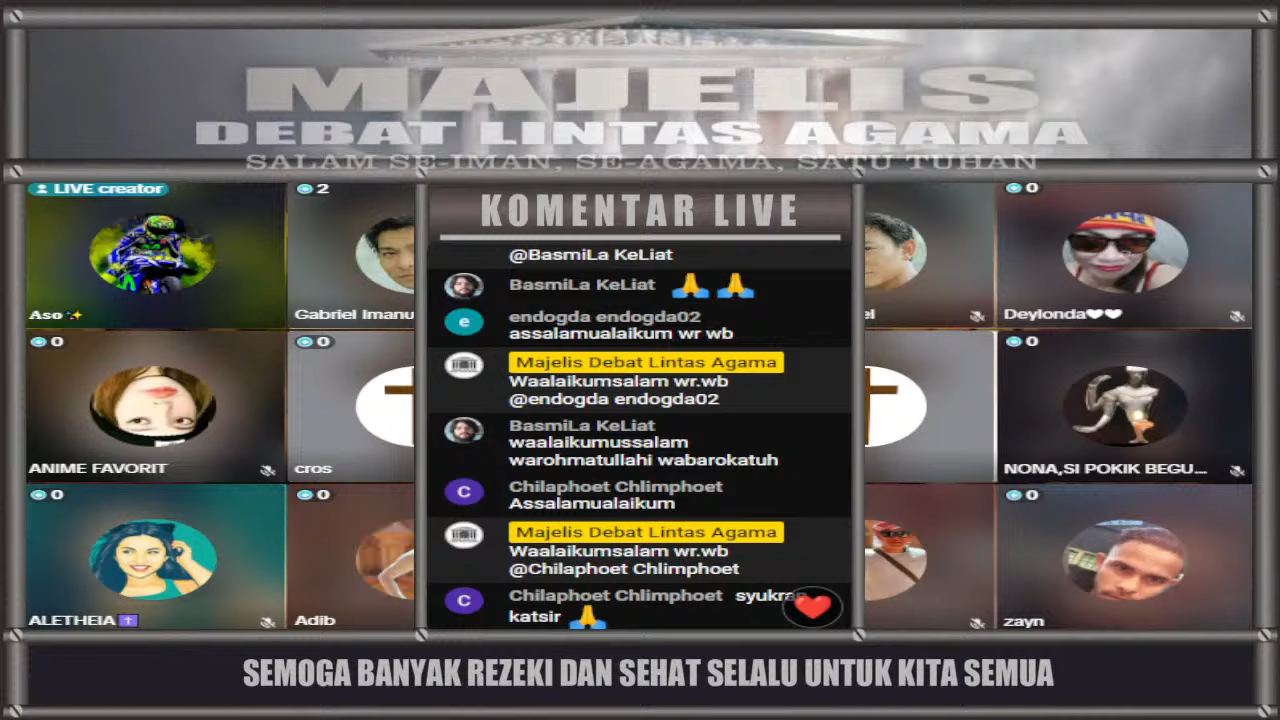 MAJELIS
DEBAT LINTAS AGAMA
SALAM SE-IMAN, SE-AGAMA, SATU TUHAN
LIVE creator
2
0
KOMENTAR LIVE
@BasmiLa KeLiat
BasmiLa KeLiat 🙏🙏
endogda endogda02
assalamualaikum wr wb
Majelis Debat Lintas Agama
Waalaikumsalam wr.wb
@endogda endogda02
BasmiLa KeLiat
waalaikumussalam
warohmatullahi wabarokatuh
C
Chilaphoet Chlimphoet
Assalamualaikum
Majelis Debat Lintas Agama
Waalaikumsalam wr.wb
@Chilaphoet Chlimphoet
C
Chilaphoet Chlimphoet syukran
katsir 🙏
e
Aso ✨
Gabriel Imanu
el
Deylonda❤❤
0
0
0
ANIME FAVORIT
cros
NONA,SI POKIK BEGU...
0
0
0
ALETHEIA ✝
Adib
zayn
SEMOGA BANYAK REZEKI DAN SEHAT SELALU UNTUK KITA SEMUA